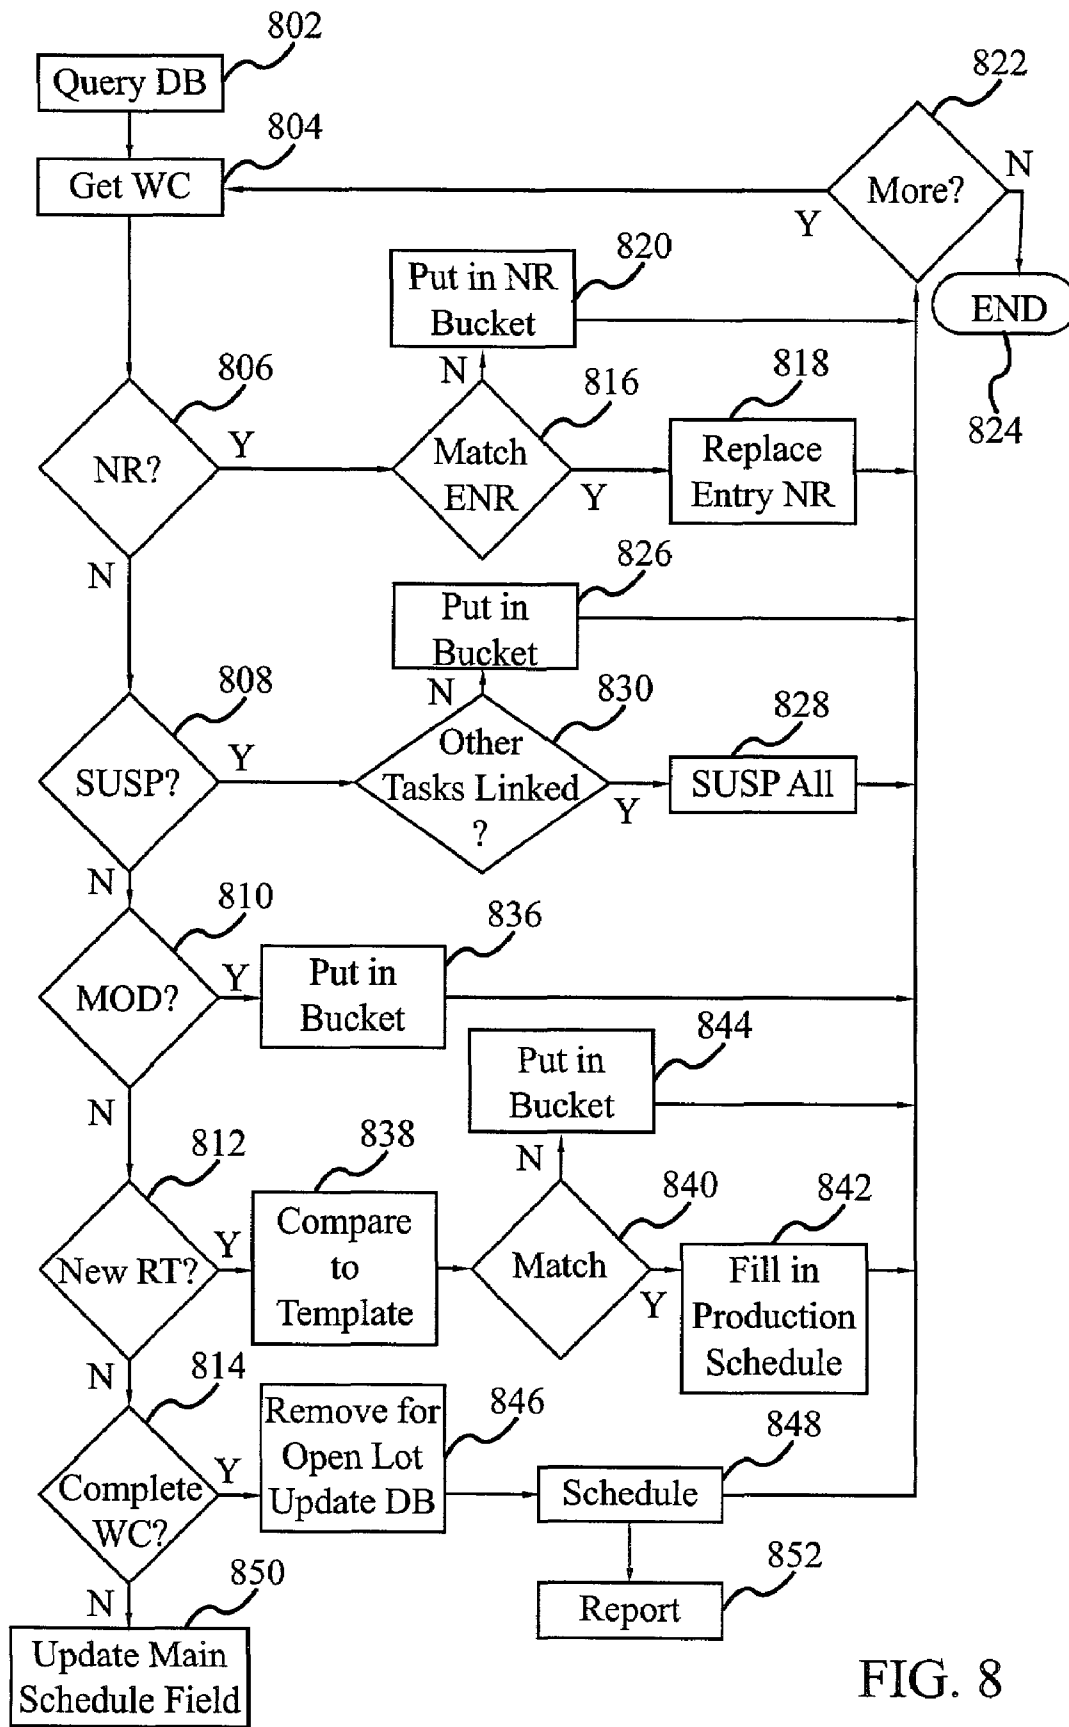 802
Query DB
822
804
Get WC
More?
N
Y
820
Put in NR
Bucket
END
824
N
806
816
818
NR?
Y
Match
ENR
Y
Replace
Entry NR
N
826
Put in
Bucket
N
808
830
828
SUSP?
Y
Other
Tasks Linked
?
Y
SUSP All
N
810
836
MOD?
Y
Put in
Bucket
844
Put in
Bucket
N
N
812
838
840
842
New RT?
Y
Compare
to
Template
Match
Y
Fill in
Production
Schedule
N
814
846
848
Complete
WC?
Y
Remove for
Open Lot
Update DB
Schedule
852
Report
N
850
Update Main
Schedule Field
FIG. 8